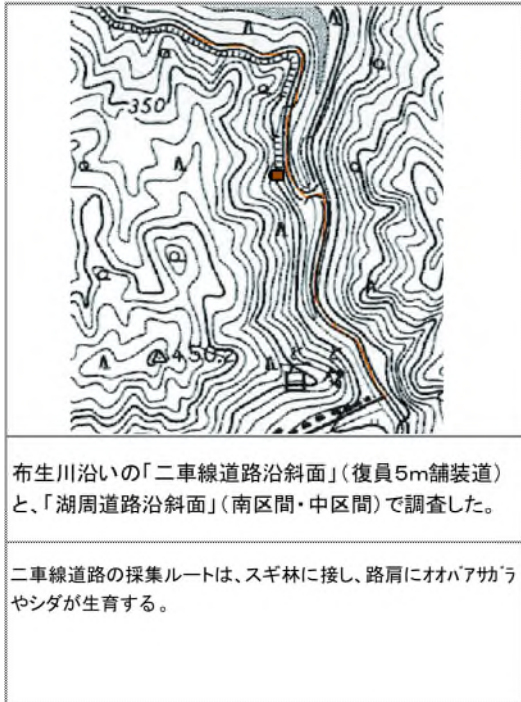 350
450.2
布生川沿いの「二車線道路沿斜面」（復員5m舗装道）
と、「湖周道路沿斜面」（南区間・中区間）で調査した。
二車線道路の採集ルートは、スギ林に接し、路肩にオオバアサガラ
やシダが生育する。